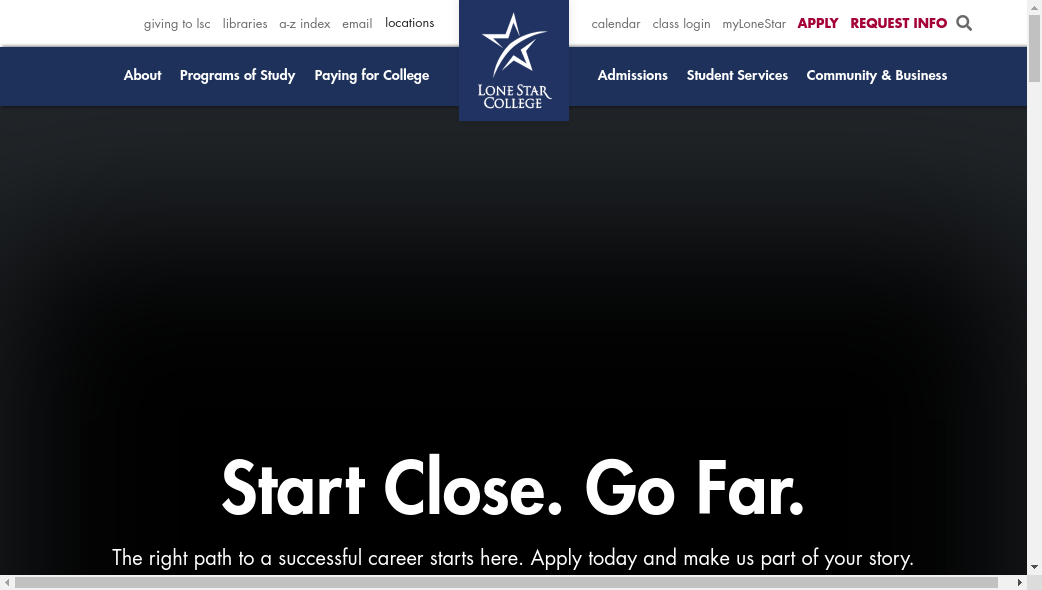 giving to lsc libraries a-z index email locations
calendar class login myLoneStar APPLY REQUEST INFO
About Programs of Study Paying for College
LONE STAR
COLLEGE
Admissions Student Services Community & Business
Start Close. Go Far.
The right path to a successful career starts here. Apply today and make us part of your story.